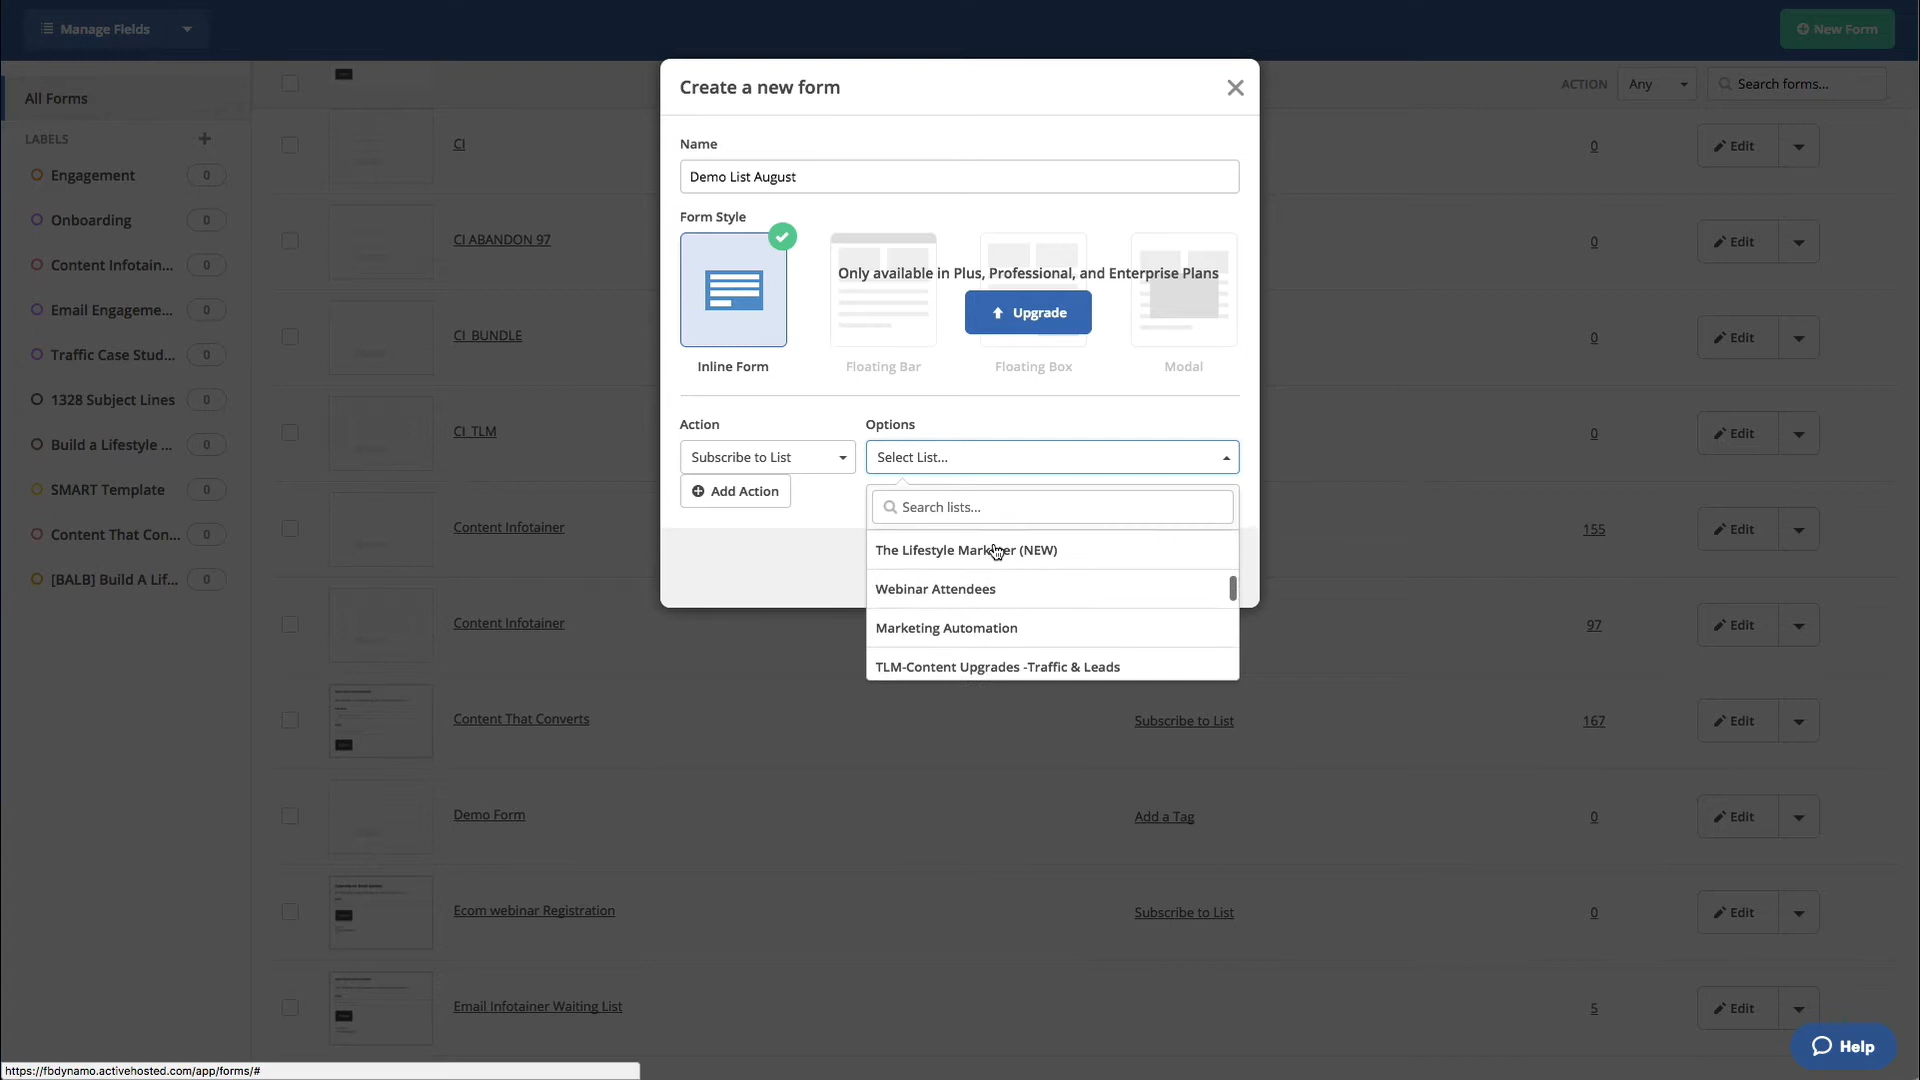 Manage Fields
New Form
All Forms
LABELS
Engagement 0
Onboarding 0
Content Infotain... 0
Email Engageme... 0
Traffic Case Stud... 0
1328 Subject Lines 0
Build a Lifestyle ... 0
SMART Template 0
Content That Con... 0
[BALB] Build A Lif... 0
ACTION Any Search forms...
CI 0 Edit
CI ABANDON 97 0 Edit
CI_BUNDLE 0 Edit
CI_TLM 0 Edit
Content Infotainer 155 Edit
Content Infotainer 97 Edit
Content That Converts Subscribe to List 167 Edit
Demo Form Add a Tag 0 Edit
Ecom webinar Registration Subscribe to List 0 Edit
Email Infotainer Waiting List 5 Edit
Create a new form
Name
Demo List August
Form Style
Only available in Plus, Professional, and Enterprise Plans
Upgrade
Inline Form Floating Bar Floating Box Modal
Action Options
Subscribe to List Select List...
Add Action
Search lists...
The Lifestyle Marketer (NEW)
Webinar Attendees
Marketing Automation
TLM-Content Upgrades -Traffic & Leads
Help
https://fbdynamo.activehosted.com/app/forms/#